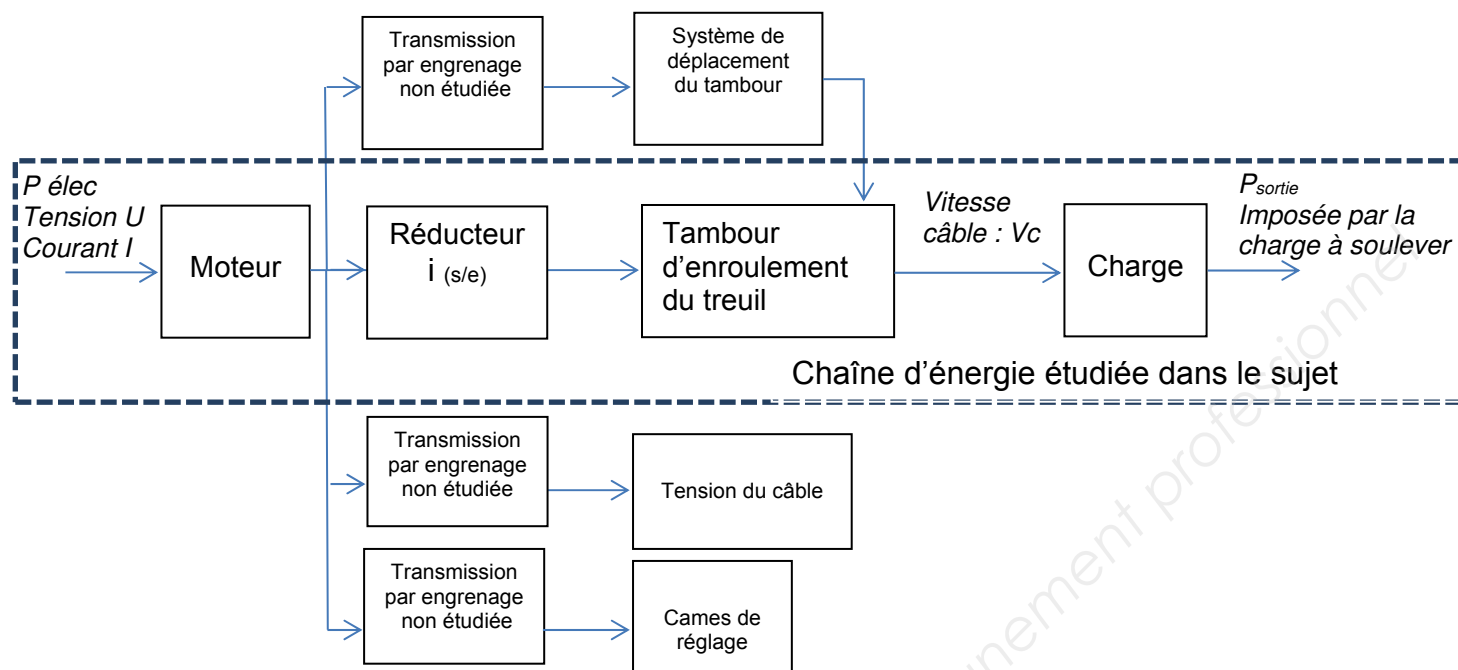 Transmission
par engrenage
non étudiée
Système de
déplacement
du tambour
P élec
Tension U
Courant I
Moteur
Réducteur
i (s/e)
Tambour
d'enroulement
du treuil
Vitesse
câble : Vc
Charge
Psortie
Imposée par la
charge à soulever
Chaîne d'énergie étudiée dans le sujet
Transmission
par engrenage
non étudiée
Tension du câble
Transmission
par engrenage
non étudiée
Cames de
réglage
professionnel